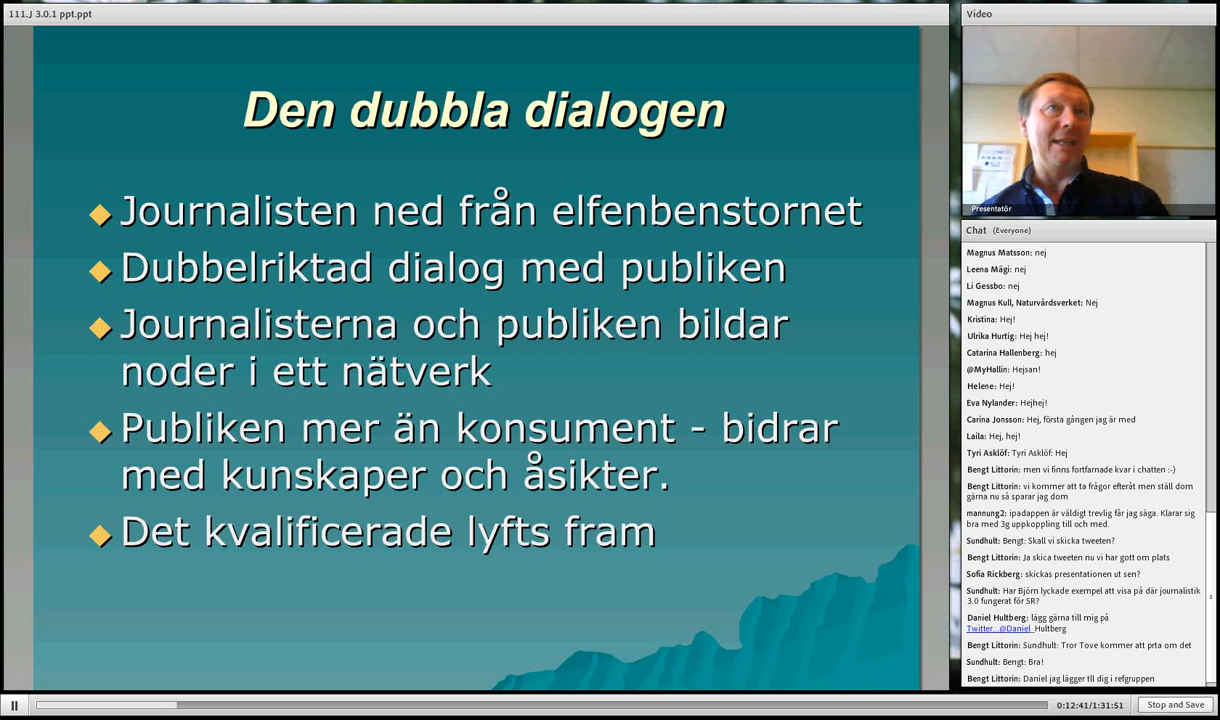 111.J 3.0.1 ppt.ppt
Den dubbla dialogen
Journalisten ned från elfenbenstornet
Dubbelriktad dialog med publiken
Journalisterna och publiken bildar
noder i ett nätverk
Publiken mer än konsument - bidrar
med kunskaper och åsikter.
Det kvalificerade lyfts fram
Video
Presentatör
Chat (Everyone)
Magnus Matsson: nej
Leena Mägi: nej
Li Gessbo: nej
Magnus Kull, Naturvårdsverket: Nej
Kristina: Hej!
Ulrika Hurtig: Hej hej!
Catarina Hallenberg: hej
@MyHallin: Hejsan!
Helene: Hej!
Eva Nylander: Hejhej!
Carina Jonsson: Hej, första gången jag är med
Laila: Hej, hej!
Tyri Asklöf: Tyri Asklöf: Hej
Bengt Littorin: men vi finns fortfarnade kvar i chatten :-)
Bengt Littorin: vi kommer att ta frågor efteråt men ställ dom
gärna nu så sparar jag dom
mannung2: ipadappen är väldigt trevlig får jag säga. Klarar sig
bra med 3g uppkoppling till och med.
Sundhult: Bengt: Skall vi skicka tweeten?
Bengt Littorin: Ja skica tweeten nu vi har gott om plats
Sofia Rickberg: skickas presentationen ut sen?
Sundhult: Har Björn lyckade exempel att visa på där journalistik
3.0 fungerat för SR?
Daniel Hultberg: lägg gärna till mig på
Twitter...@Daniel_Hultberg
Bengt Littorin: Sundhult: Tror Tove kommer att prta om det
Sundhult: Bengt: Bra!
Bengt Littorin: Daniel jag lägger tll dig i refgruppen
0:12:41/1:31:51
Stop and Save